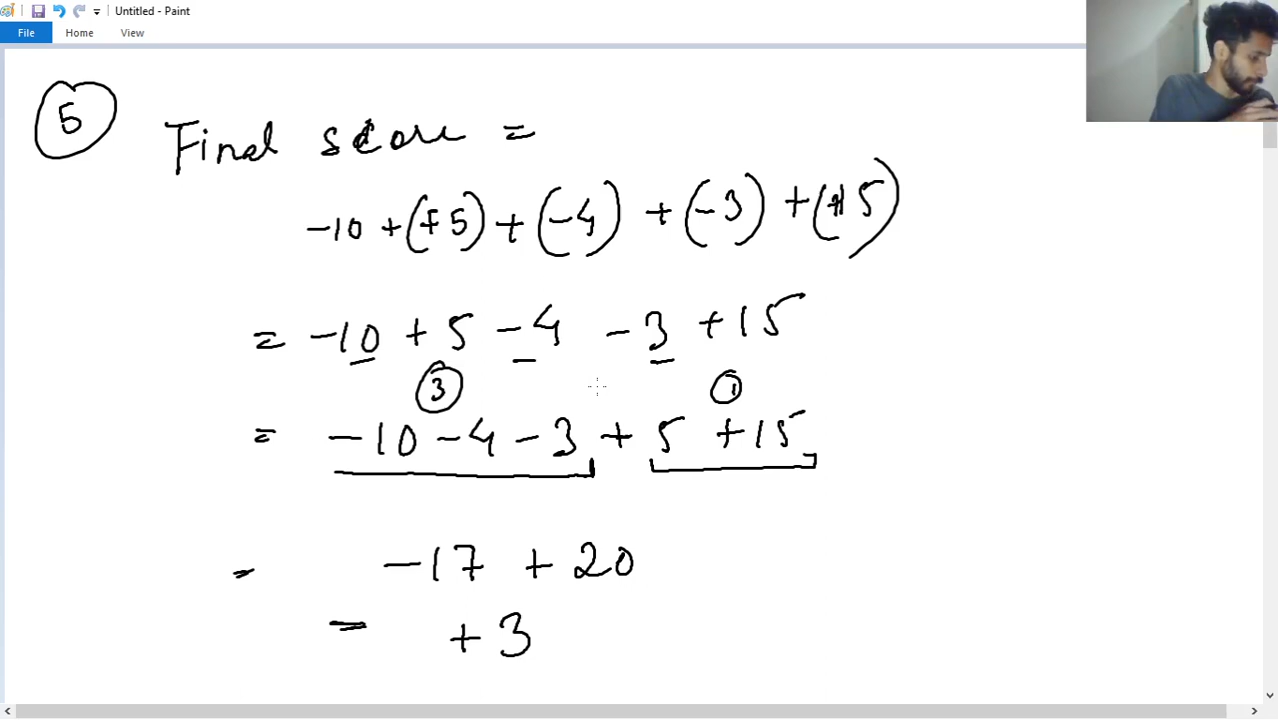 Untitled - Paint
File Home View
5
Final score =
-10 + (+5) + (-4) + (-3) + (+15)
= -10 + 5 - 4 - 3 + 15
3 1
= -10 - 4 - 3 + 5 + 15
= -17 + 20
= + 3